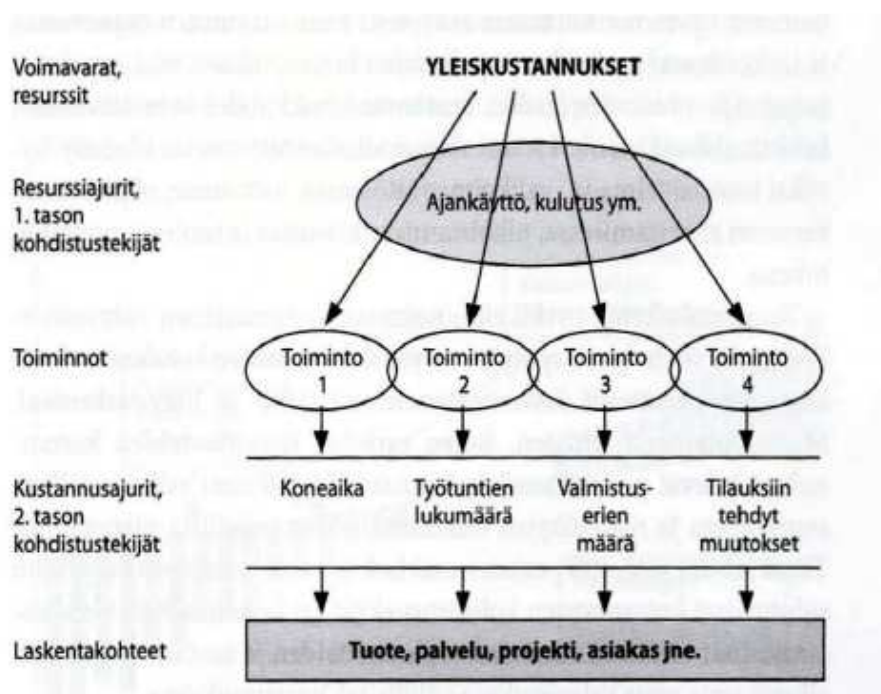 Voimavarat,
resurssit
YLEISKUSTANNUKSET
Resurssiajurit,
1. tason
kohdistustekijät
Ajankäyttö, kulutus ym.
Toiminnot
Toiminto
1
Toiminto
2
Toiminto
3
Toiminto
4
Kustannusajurit,
2. tason
kohdistustekijät
Koneaika
Työtuntien
lukumäärä
Valmistus-
erien
määrä
Tilauksiin
tehdyt
muutokset
Laskentakohteet
Tuote, palvelu, projekti, asiakas jne.